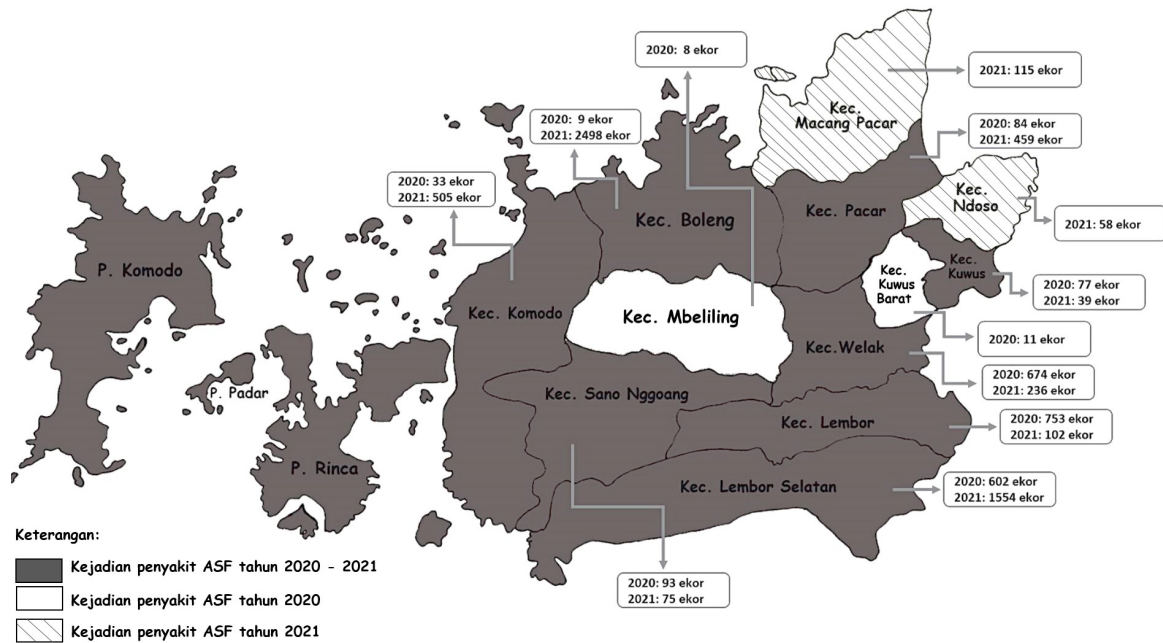 2020: 8 ekor
2021: 115 ekor
Kec.
Macang Pacar
2020: 9 ekor
2021: 2498 ekor
2020: 84 ekor
2021: 459 ekor
2020: 33 ekor
2021: 505 ekor
Kec.
Ndoso
Kec. Pacar
Kec. Boleng
2021: 58 ekor
P. Komodo
Kec.
Kuwus
Kec.
Kuwus
Barat
2020: 77 ekor
2021: 39 ekor
Kec. Komodo
Kec. Mbeliling
2020: 11 ekor
Kec.Welak
2020: 674 ekor
2021: 236 ekor
P. Padar
Kec. Sano Nggoang
Kec. Lembor
2020: 753 ekor
2021: 102 ekor
P. Rinca
Kec. Lembor Selatan
2020: 602 ekor
2021: 1554 ekor
Keterangan:
Kejadian penyakit ASF tahun 2020 - 2021
Kejadian penyakit ASF tahun 2020
Kejadian penyakit ASF tahun 2021
2020: 93 ekor
2021: 75 ekor